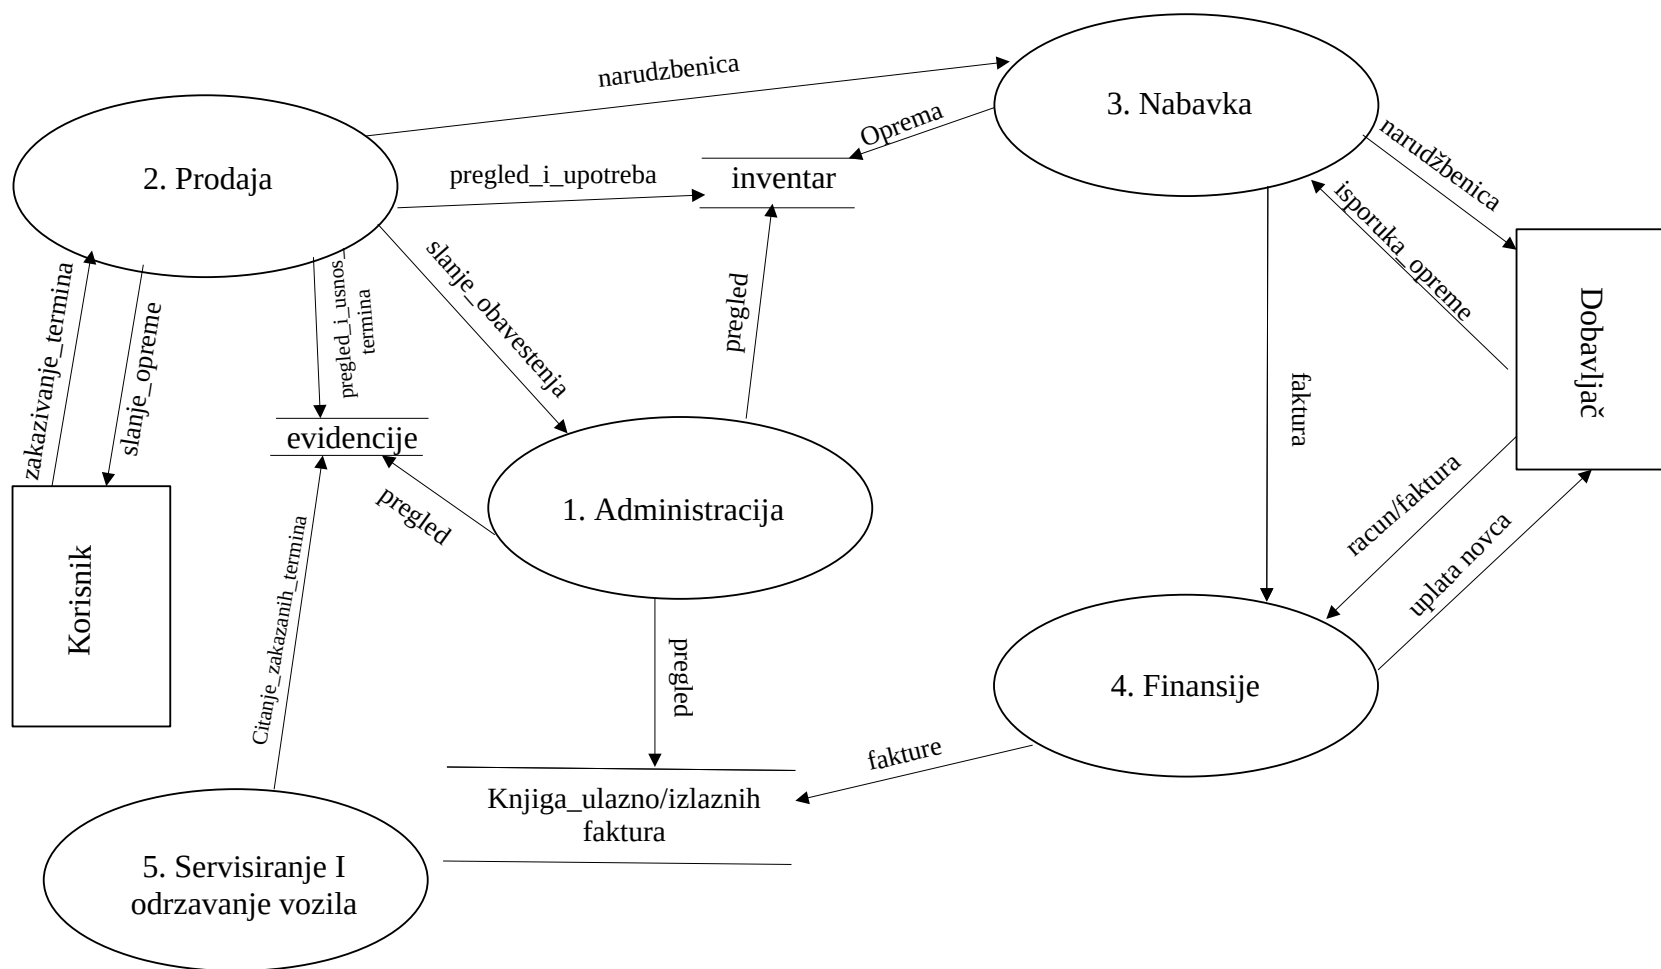 narudzbenica
3. Nabavka
Oprema
narudžbenica
2. Prodaja
pregled_i_upotreba
inventar
isporuka_opreme
zakazivanje_termina
slanje_opreme
pregled_i_usnos_
termina
slanje_obavestenja
pregled
faktura
Dobavljač
evidencije
pregled
1. Administracija
racun/faktura
uplata novca
Korisnik
Citanje_zakazanih_termina
pregled
4. Finansije
fakture
Knjiga_ulazno/izlaznih
faktura
5. Servisiranje I
odrzavanje vozila